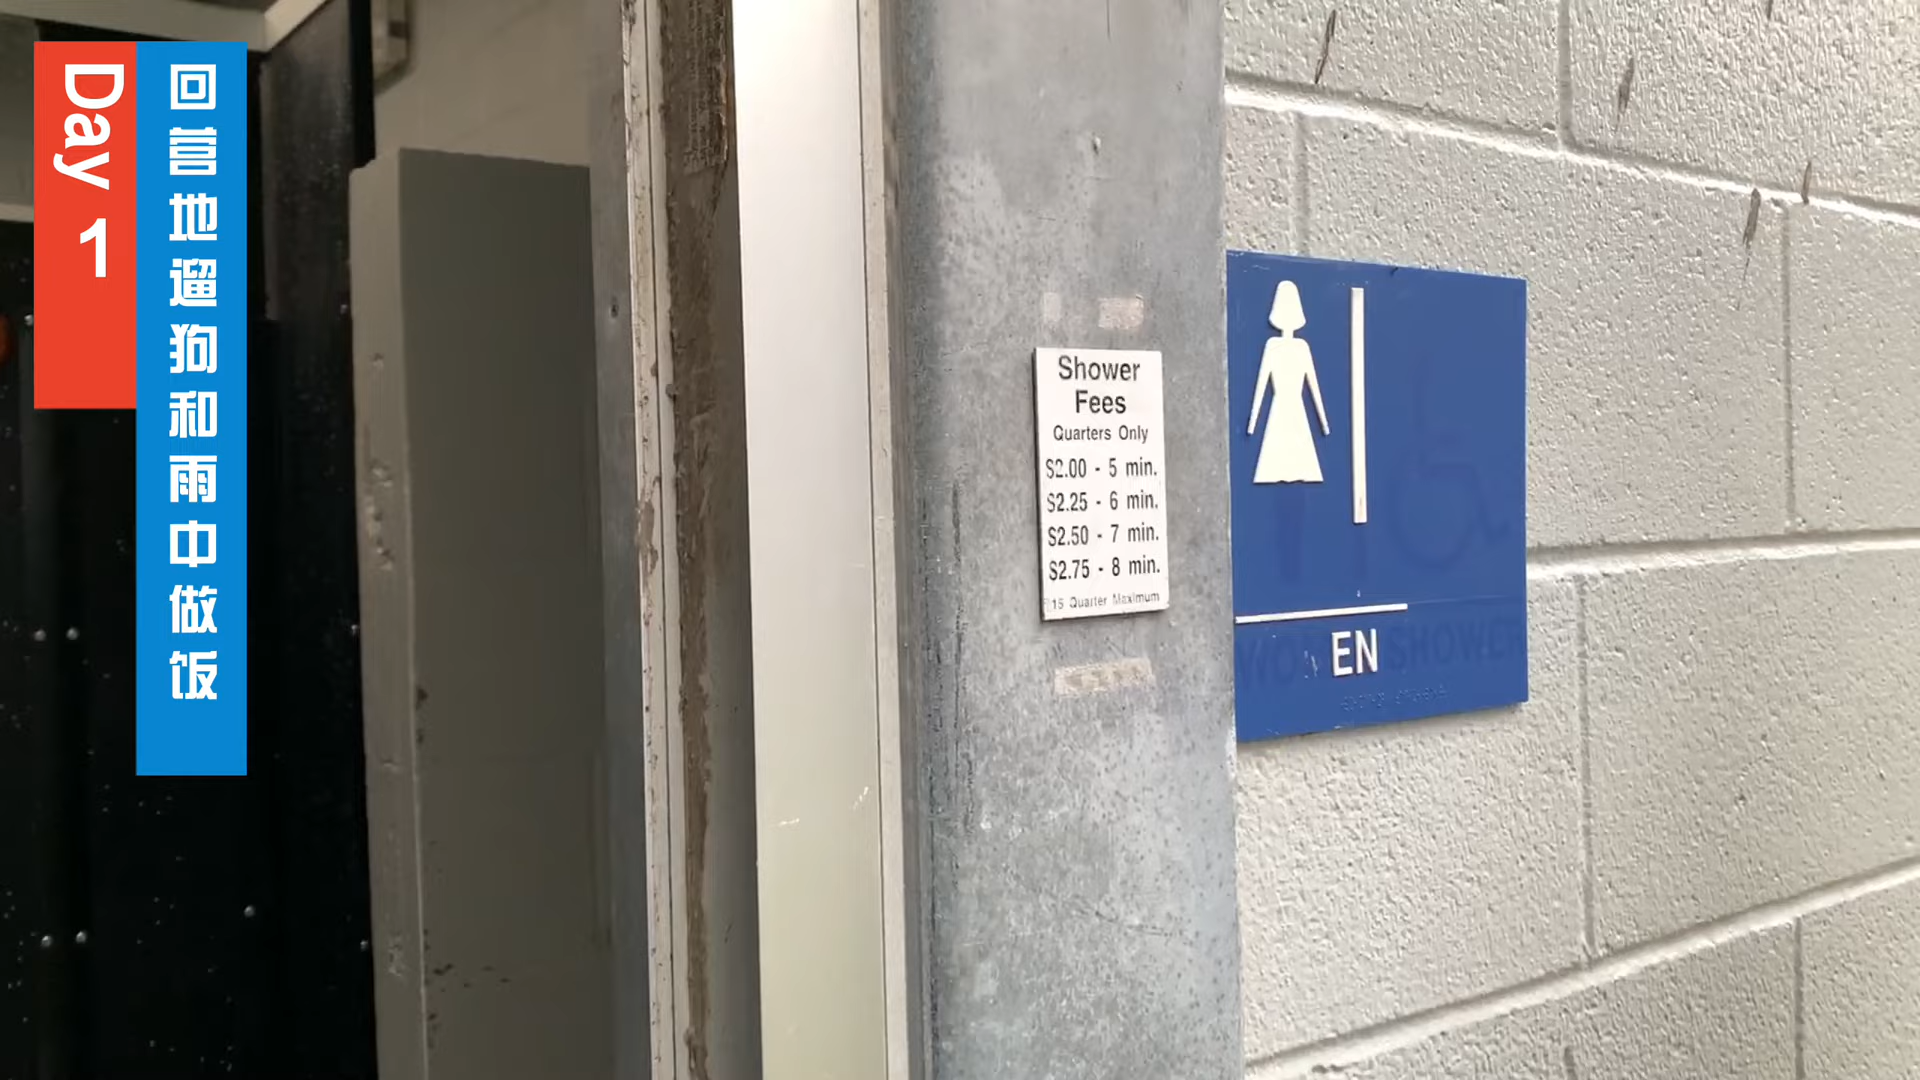 Day 1
回营地遛狗和雨中做饭
Shower
Fees
Quarters Only
$2.00 - 5 min.
$2.25 - 6 min.
$2.50 - 7 min.
$2.75 - 8 min.
15 Quarter Maximum
EN
SHOWER